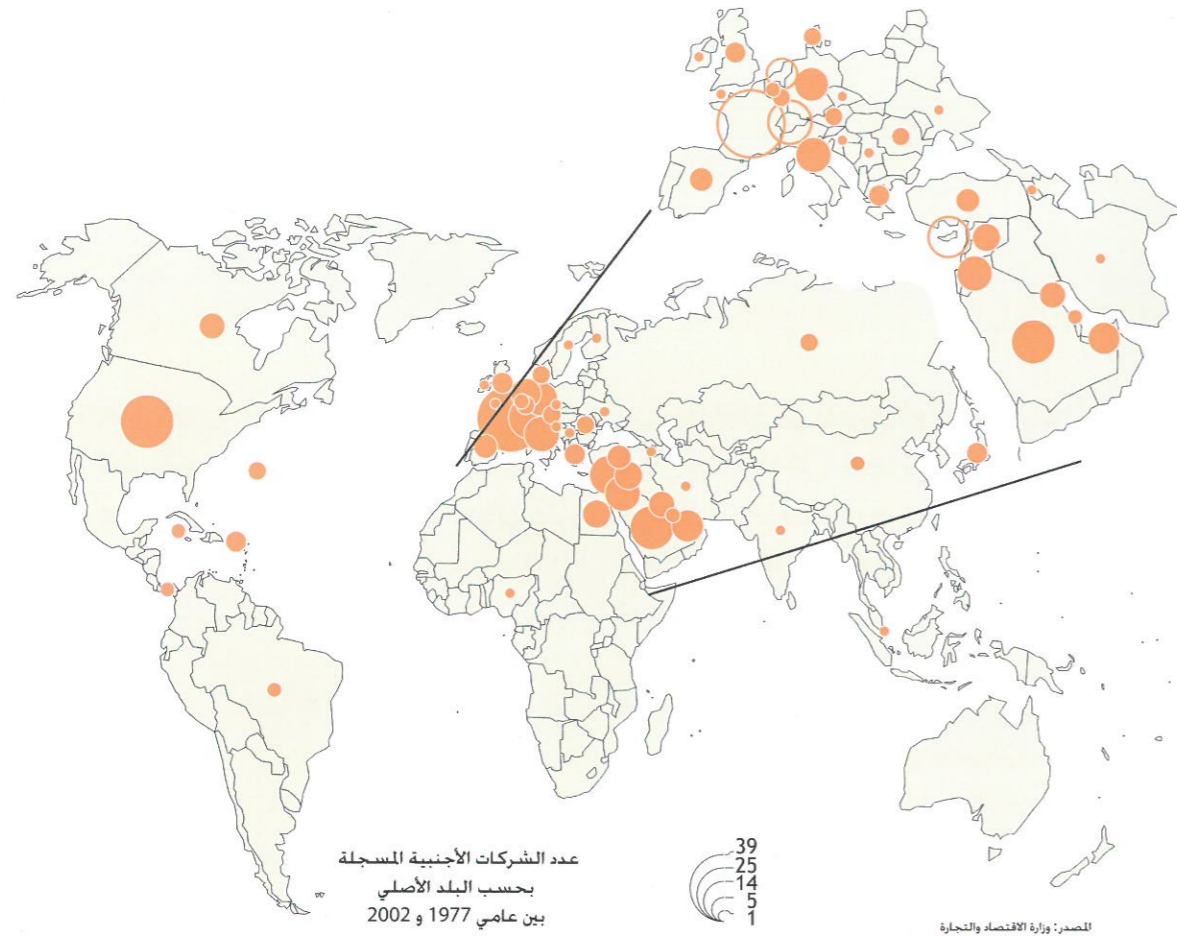 عدد الشركات الأجنبية المسجلة
بحسب البلد الأصلي
بين عامي 1977 و 2002
39
25
14
5
1
المصدر: وزارة الاقتصاد والتجارة